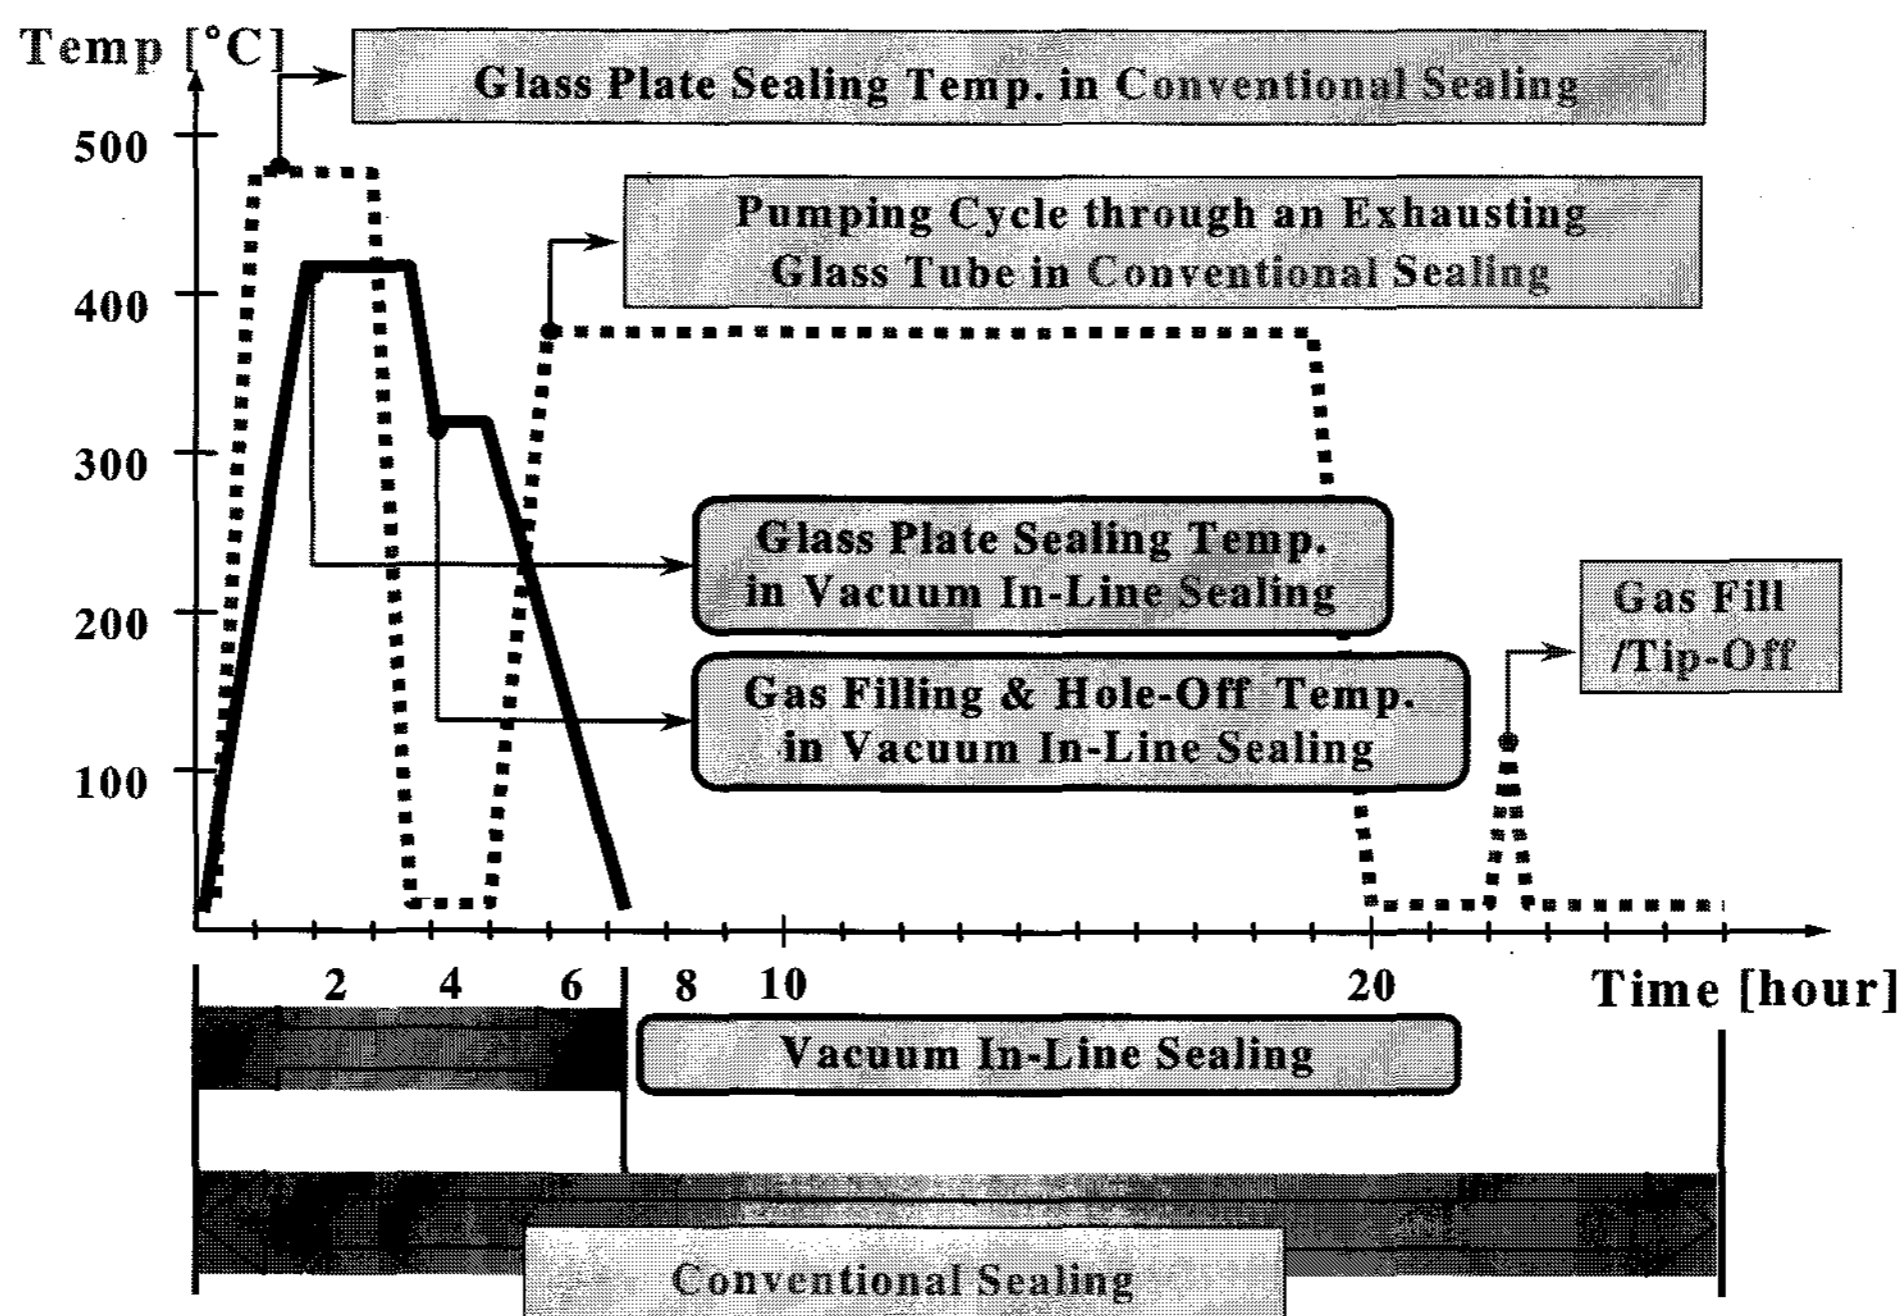 Temp [°C]
Glass Plate Sealing Temp. in Conventional Sealing
500
Pumping Cycle through an Exhausting
Glass Tube in Conventional Sealing
400
300
Glass Plate Sealing Temp.
in Vacuum In-Line Sealing
Gas Fill
/Tip-Off
200
Gas Filling & Hole-Off Temp.
in Vacuum In-Line Sealing
100
2 4 6 8 10 20 Time [hour]
Vacuum In-Line Sealing
Conventional Sealing